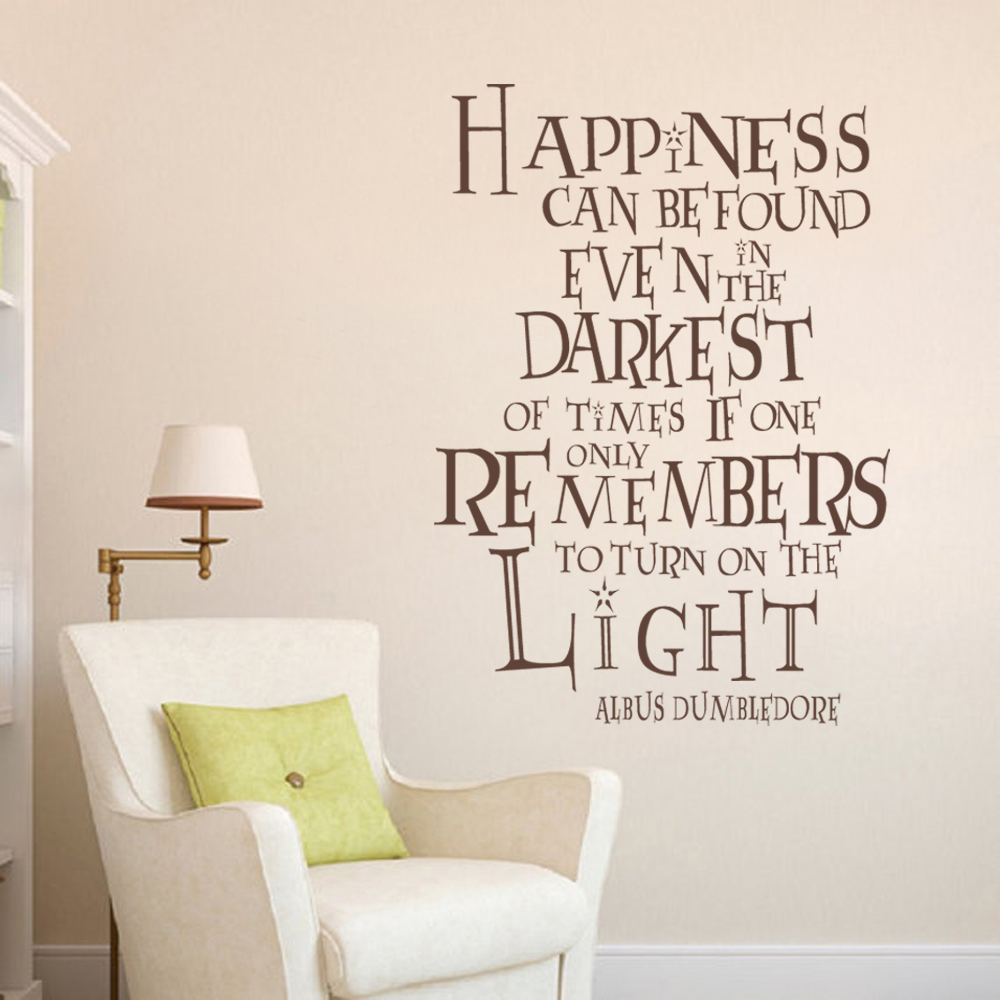 HAPPiNESS
CAN BE FOUND
EVEN iN THE
DARKEST
OF TiMES IF ONE
ONLY
REMEMBERS
TO TURN ON THE
LiGHT
ALBUS DUMBLEDORE